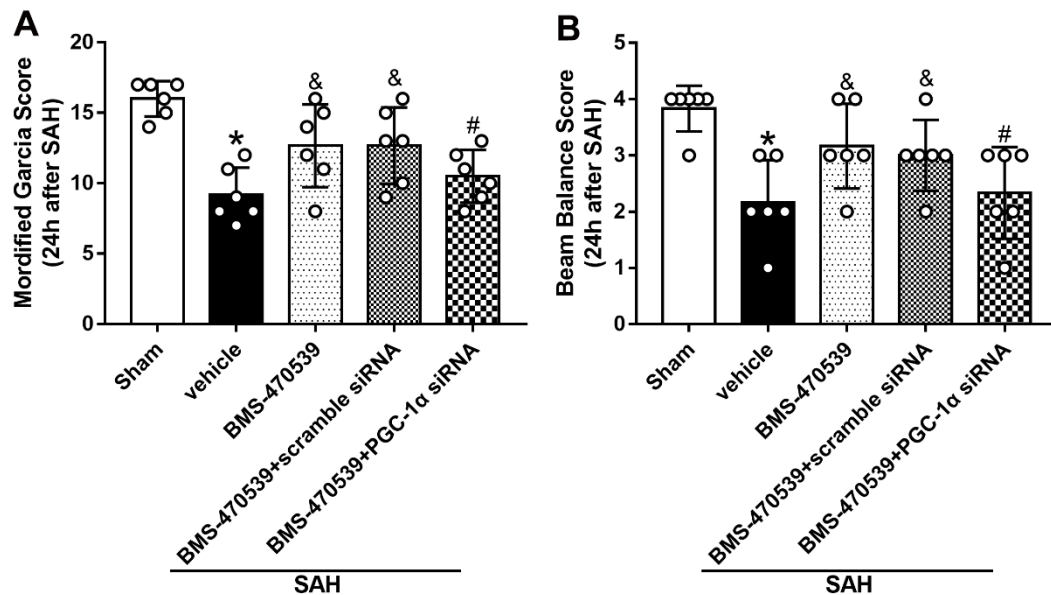 A
Mordified Garcia Score
(24h after SAH)
20
15
10
5
0
*
&
&
#
Sham
vehicle
BMS-470539
BMS-470539+scramble siRNA
BMS-470539+PGC-1α siRNA
SAH
B
Beam Balance Score
(24h after SAH)
5
4
3
2
1
0
*
&
&
#
Sham
vehicle
BMS-470539
BMS-470539+scramble siRNA
BMS-470539+PGC-1α siRNA
SAH